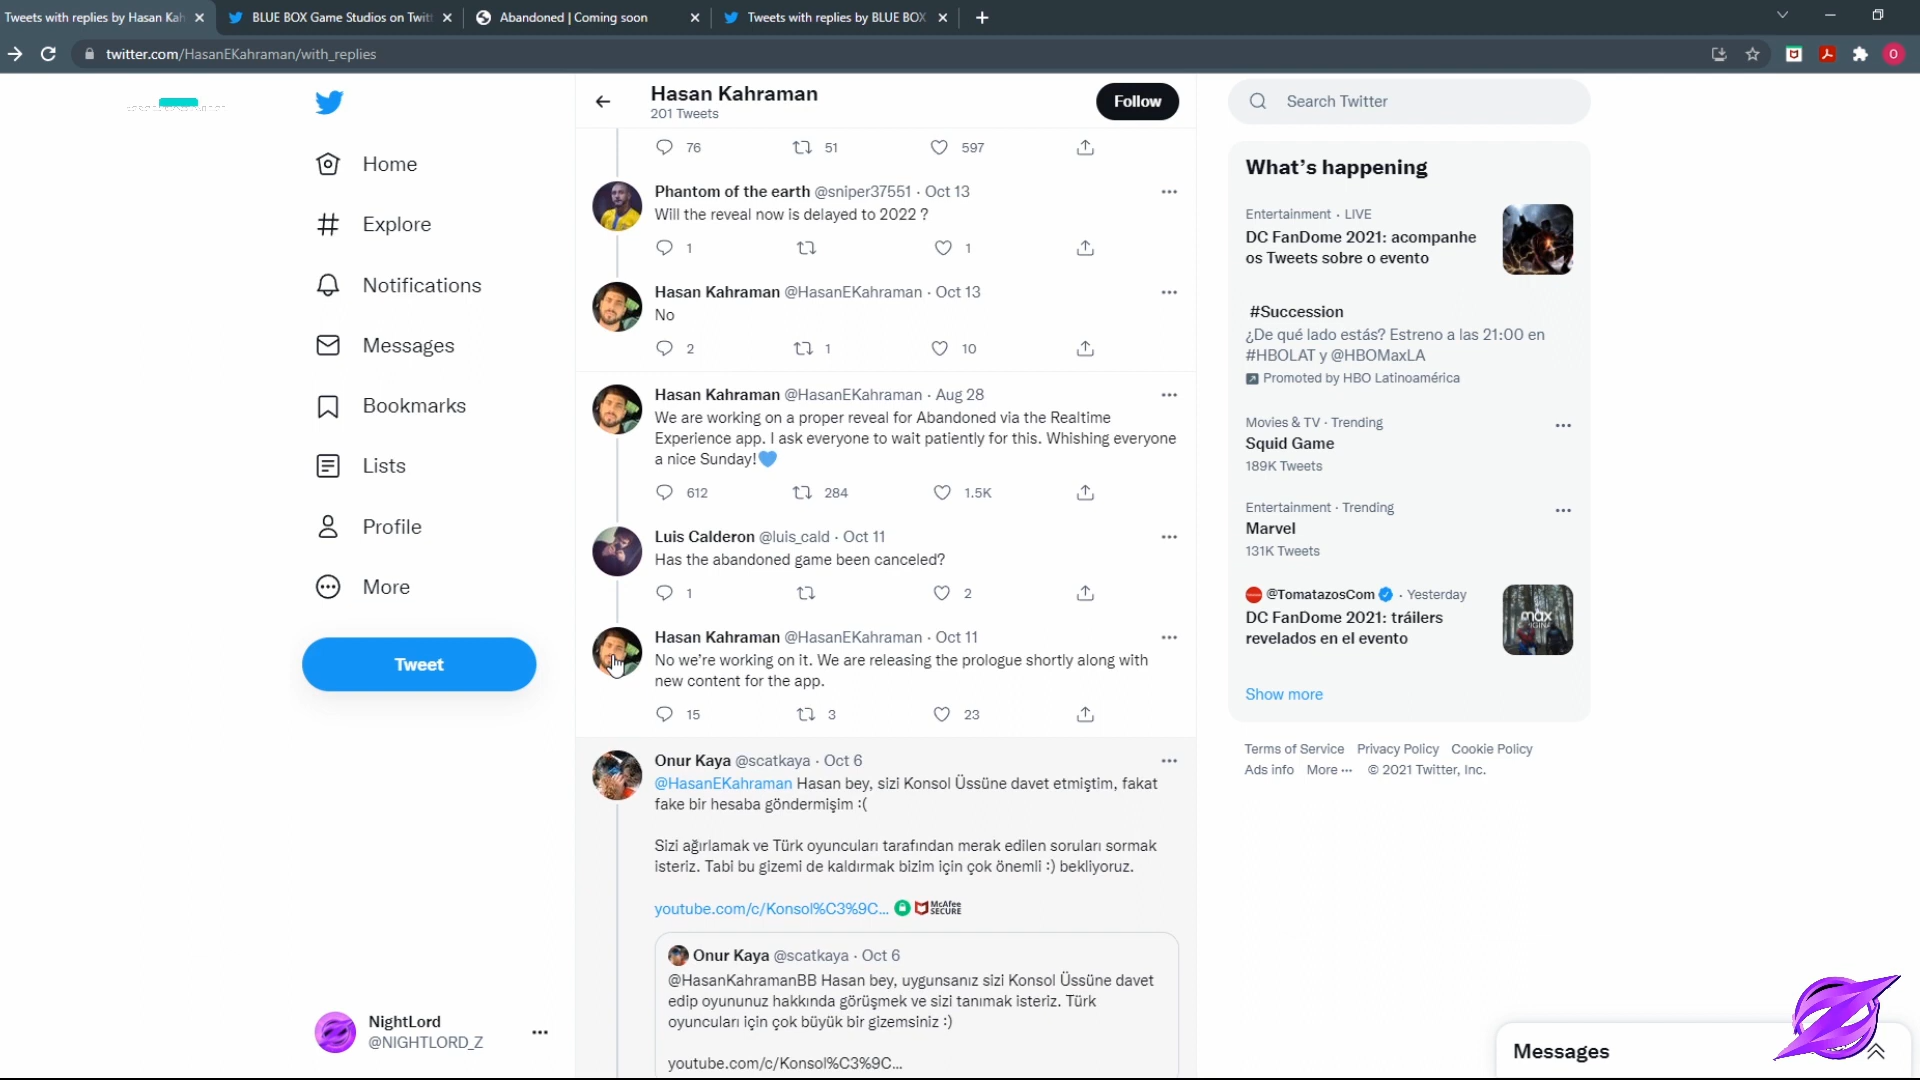 Tweets with replies by Hasan Kah
BLUE BOX Game Studios on Twit
Abandoned | Coming soon
Tweets with replies by BLUE BOX
twitter.com/HasanEKahraman/with_replies
O
Home
Explore
Notifications
Messages
Bookmarks
Lists
Profile
More
Tweet
NightLord
@NIGHTLORD_Z
Hasan Kahraman
201 Tweets
Follow
76 51 597
Phantom of the earth @sniper37551 · Oct 13
Will the reveal now is delayed to 2022 ?
1 1
Hasan Kahraman @HasanEKahraman · Oct 13
No
2 1 10
Hasan Kahraman @HasanEKahraman · Aug 28
We are working on a proper reveal for Abandoned via the Realtime
Experience app. I ask everyone to wait patiently for this. Whishing everyone
a nice Sunday!💙
612 284 1.5K
Luis Calderon @luis_cald · Oct 11
Has the abandoned game been canceled?
1 2
Hasan Kahraman @HasanEKahraman · Oct 11
No we’re working on it. We are releasing the prologue shortly along with
new content for the app.
15 3 23
Onur Kaya @scatkaya · Oct 6
@HasanEKahraman Hasan bey, sizi Konsol Üssüne davet etmiştim, fakat
fake bir hesaba göndermişim :(
Sizi ağırlamak ve Türk oyuncuları tarafından merak edilen soruları sormak
isteriz. Tabi bu gizemi de kaldırmak bizim için çok önemli :) bekliyoruz.
youtube.com/c/Konsol%C3%9C... McAfee
SECURE
Onur Kaya @scatkaya · Oct 6
@HasanKahramanBB Hasan bey, uygunsanız sizi Konsol Üssüne davet
edip oyununuz hakkında görüşmek ve sizi tanımak isteriz. Türk
oyuncuları için çok büyük bir gizemsiniz :)
youtube.com/c/Konsol%C3%9C...
Search Twitter
What’s happening
Entertainment · LIVE
DC FanDome 2021: acompanhe
os Tweets sobre o evento
#Succession
¿De qué lado estás? Estreno a las 21:00 en
#HBOLAT y @HBOMaxLA
Promoted by HBO Latinoamérica
Movies & TV · Trending
Squid Game
189K Tweets
Entertainment · Trending
Marvel
131K Tweets
@TomatazosCom · Yesterday
DC FanDome 2021: tráilers
revelados en el evento
max
ORIGINAL
Show more
Terms of Service Privacy Policy Cookie Policy
Ads info More ··· © 2021 Twitter, Inc.
Messages